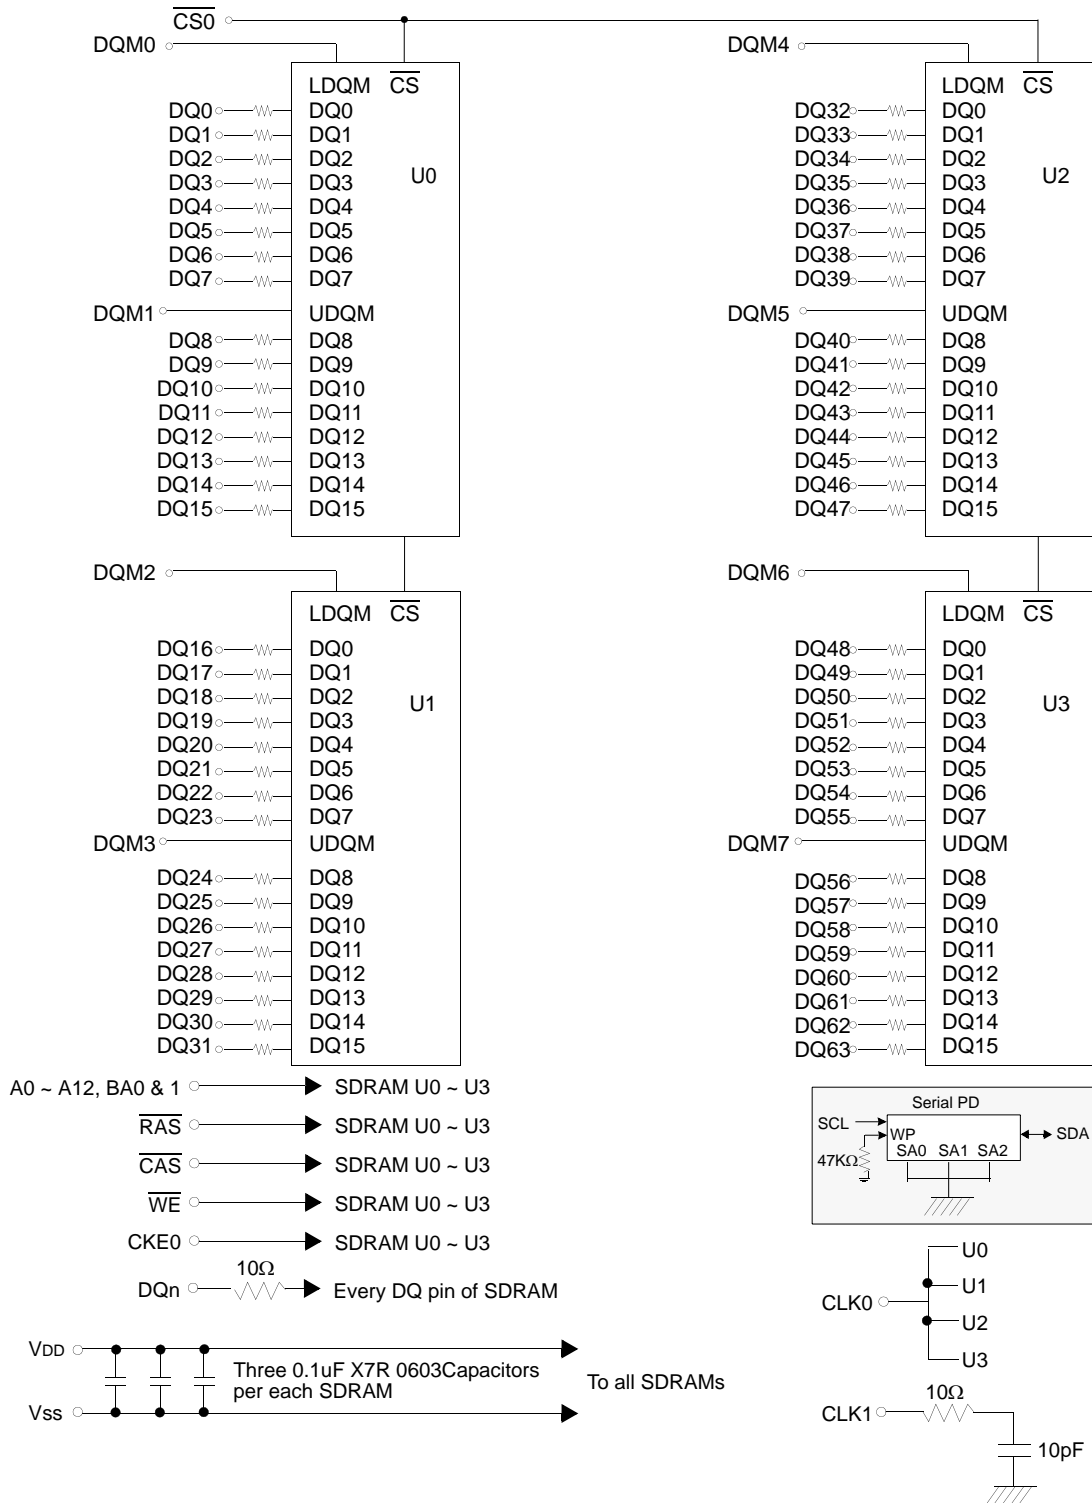 CS0
DQM0 DQM4
LDQM CS LDQM CS
DQ0 DQ0 DQ32 DQ0
DQ1 DQ1 DQ33 DQ1
DQ2 DQ2 DQ34 DQ2
U0 U2
DQ3 DQ3 DQ35 DQ3
DQ4 DQ4 DQ36 DQ4
DQ5 DQ5 DQ37 DQ5
DQ6 DQ6 DQ38 DQ6
DQ7 DQ7 DQ39 DQ7
DQM1 UDQM DQM5 UDQM
DQ8 DQ8 DQ40 DQ8
DQ9 DQ9 DQ41 DQ9
DQ10 DQ10 DQ42 DQ10
DQ11 DQ11 DQ43 DQ11
DQ12 DQ12 DQ44 DQ12
DQ13 DQ13 DQ45 DQ13
DQ14 DQ14 DQ46 DQ14
DQ15 DQ15 DQ47 DQ15
DQM2 DQM6
LDQM CS LDQM CS
DQ16 DQ0 DQ48 DQ0
DQ17 DQ1 DQ49 DQ1
DQ18 DQ2 DQ50 DQ2
U1 U3
DQ19 DQ3 DQ51 DQ3
DQ20 DQ4 DQ52 DQ4
DQ21 DQ5 DQ53 DQ5
DQ22 DQ6 DQ54 DQ6
DQ23 DQ7 DQ55 DQ7
DQM3 UDQM DQM7 UDQM
DQ24 DQ8 DQ56 DQ8
DQ25 DQ9 DQ57 DQ9
DQ26 DQ10 DQ58 DQ10
DQ27 DQ11 DQ59 DQ11
DQ28 DQ12 DQ60 DQ12
DQ29 DQ13 DQ61 DQ13
DQ30 DQ14 DQ62 DQ14
DQ31 DQ15 DQ63 DQ15
A0 ~ A12, BA0 & 1 SDRAM U0 ~ U3
RAS SDRAM U0 ~ U3
CAS SDRAM U0 ~ U3
WE SDRAM U0 ~ U3
CKE0 SDRAM U0 ~ U3
10Ω
DQn Every DQ pin of SDRAM
VDD
Three 0.1uF X7R 0603Capacitors
per each SDRAM
To all SDRAMs
Vss
Serial PD
SCL
WP
SDA
47KΩ
SA0 SA1 SA2
U0
U1
CLK0
U2
U3
10Ω
CLK1
10pF